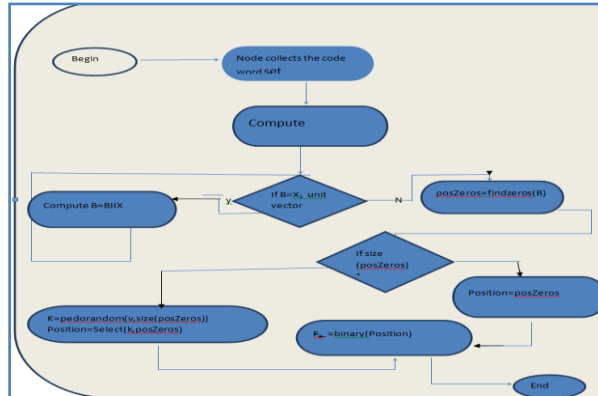 Begin
Node collects the code
word set
Compute
If B=X, unit
vector
y
N
posZeros=findzeros(B)
Compute B=BIIX
If size
(posZeros)
Position=posZeros
K=pedorandom(v,size(posZeros))
Position=Select(k,posZeros)
=binary(Position)
End